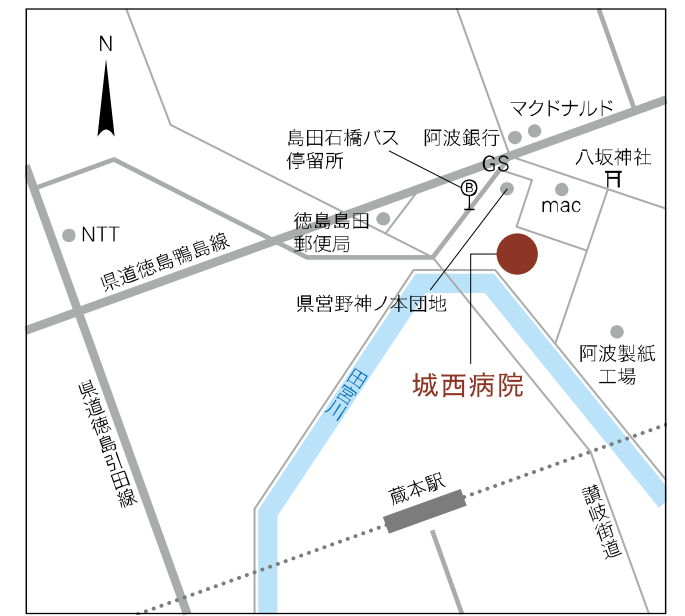 N
マクドナルド
島田石橋バス
停留所
阿波銀行
GS
八坂神社
B
mac
徳島島田
郵便局
NTT
県道徳島鴨島線
県営野神ノ本団地
阿波製紙
工場
城西病院
田宮川
県道徳島引田線
蔵本駅
讃岐街道